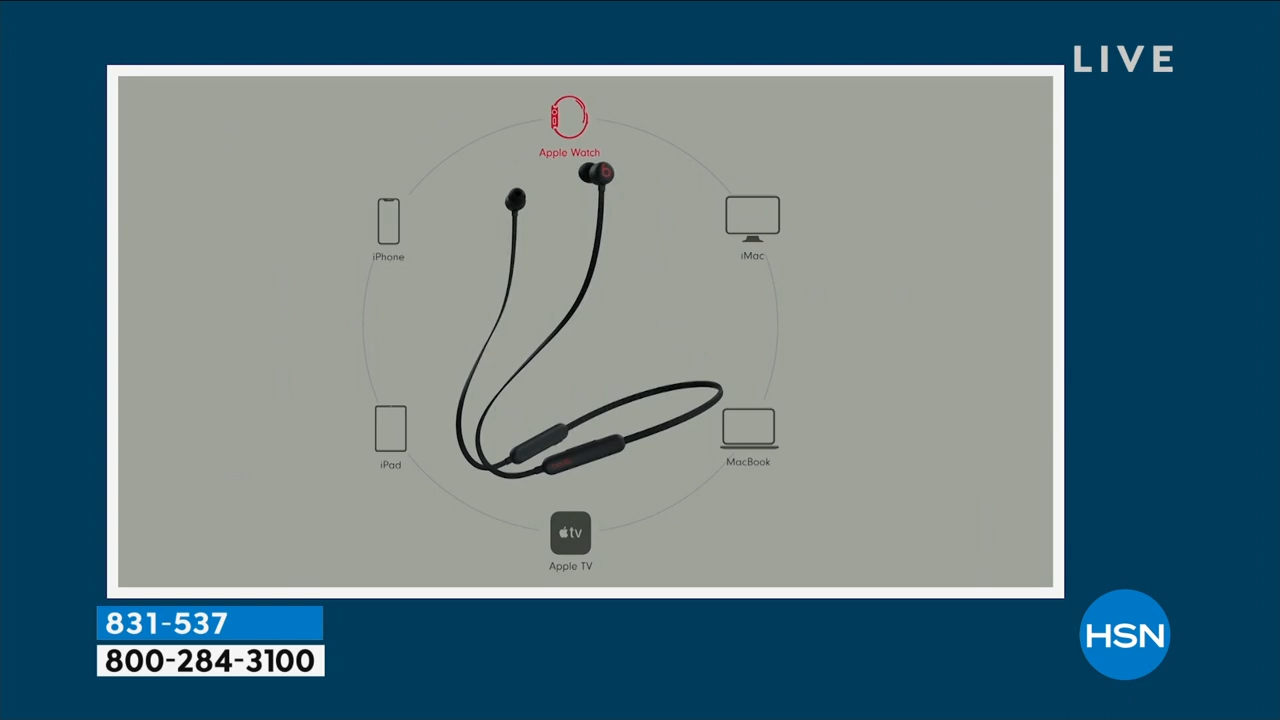 LIVE
Apple Watch
iPhone
iMac
iPad
MacBook
tv
Apple TV
831-537
800-284-3100
HSN